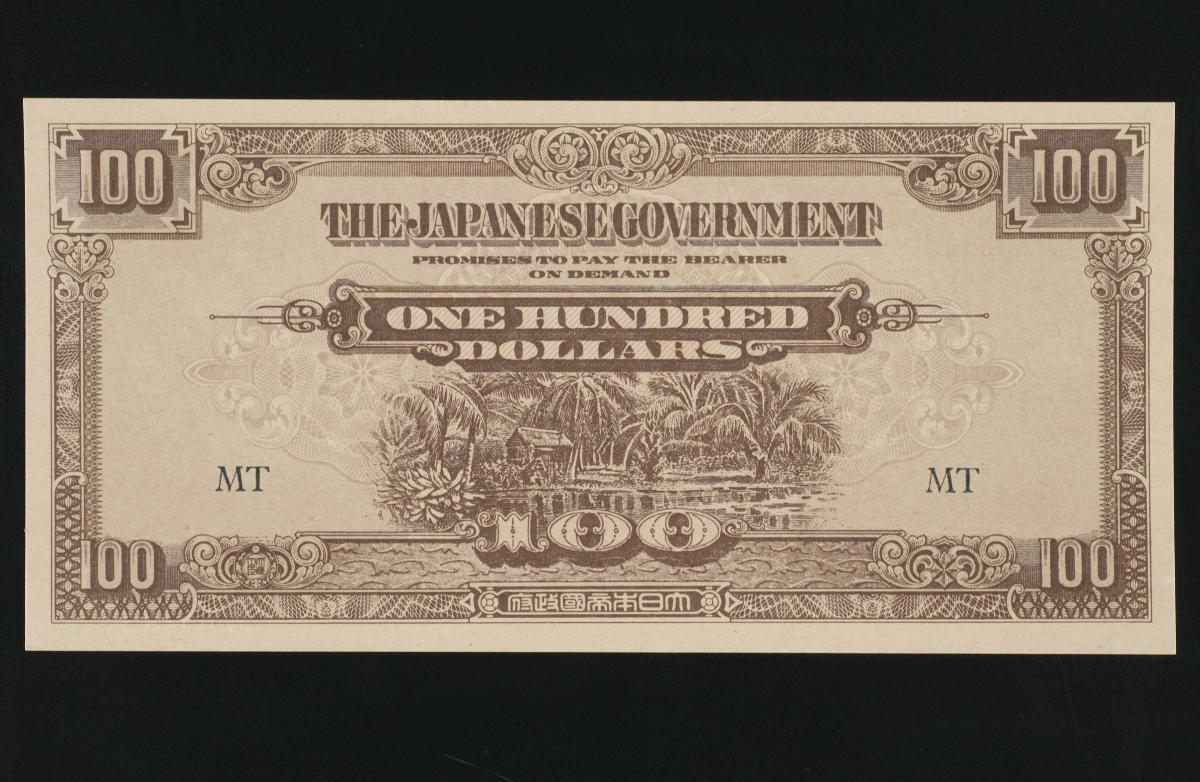 100 100
THE JAPANESE GOVERNMENT
PROMISES TO PAY THE BEARER
ON DEMAND
ONE HUNDRED
DOLLARS
MT MT
100
100 100
府政國帝本日大